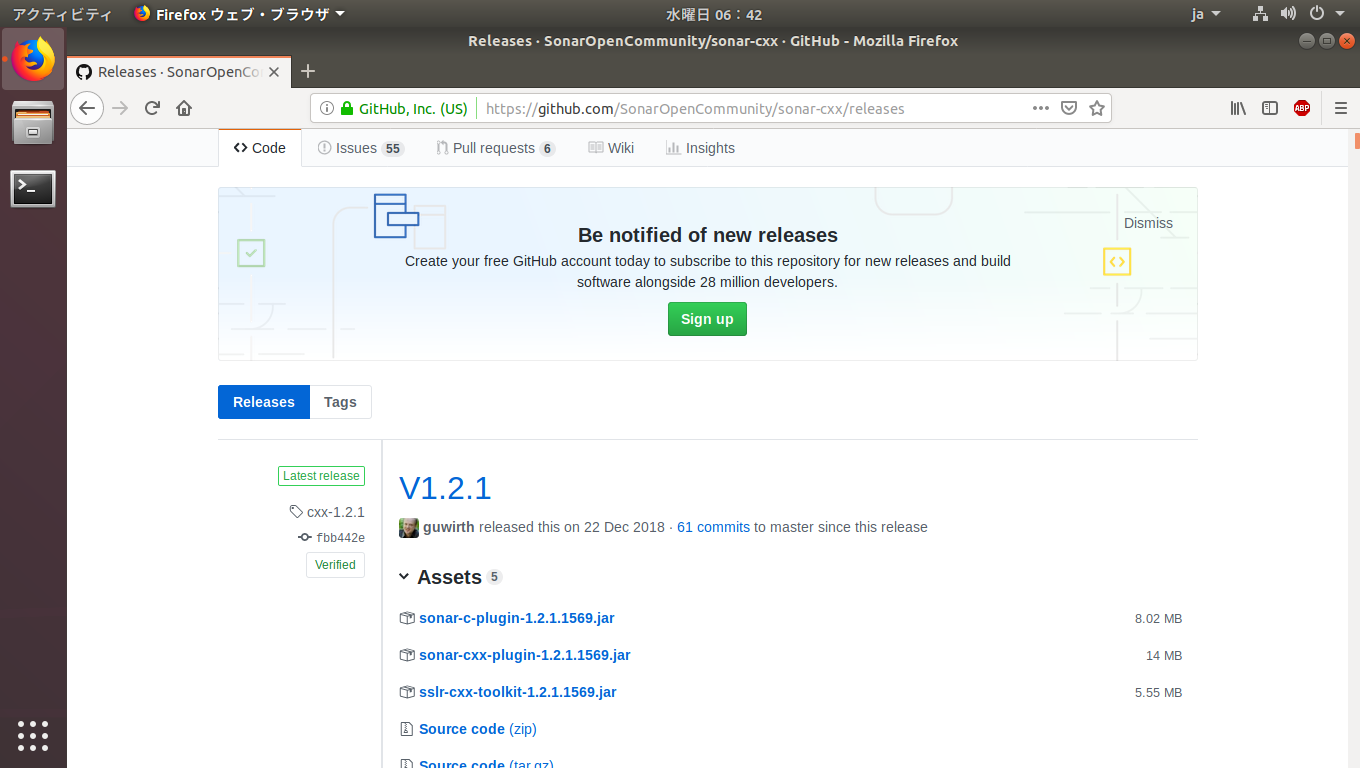 アクティビティ Firefox ウェブ・ブラウザ 水曜日 06：42 ja
Releases · SonarOpenCommunity/sonar-cxx · GitHub - Mozilla Firefox
Releases · SonarOpenCo
GitHub, Inc. (US) https://github.com/SonarOpenCommunity/sonar-cxx/releases ABP
Code Issues 55 Pull requests 6 Wiki Insights
Dismiss
Be notified of new releases
Create your free GitHub account today to subscribe to this repository for new releases and build
software alongside 28 million developers.
Sign up
Releases Tags
Latest release
cxx-1.2.1
fbb442e
Verified
V1.2.1
guwirth released this on 22 Dec 2018 · 61 commits to master since this release
Assets 5
sonar-c-plugin-1.2.1.1569.jar 8.02 MB
sonar-cxx-plugin-1.2.1.1569.jar 14 MB
sslr-cxx-toolkit-1.2.1.1569.jar 5.55 MB
Source code (zip)
Source code (tar.gz)